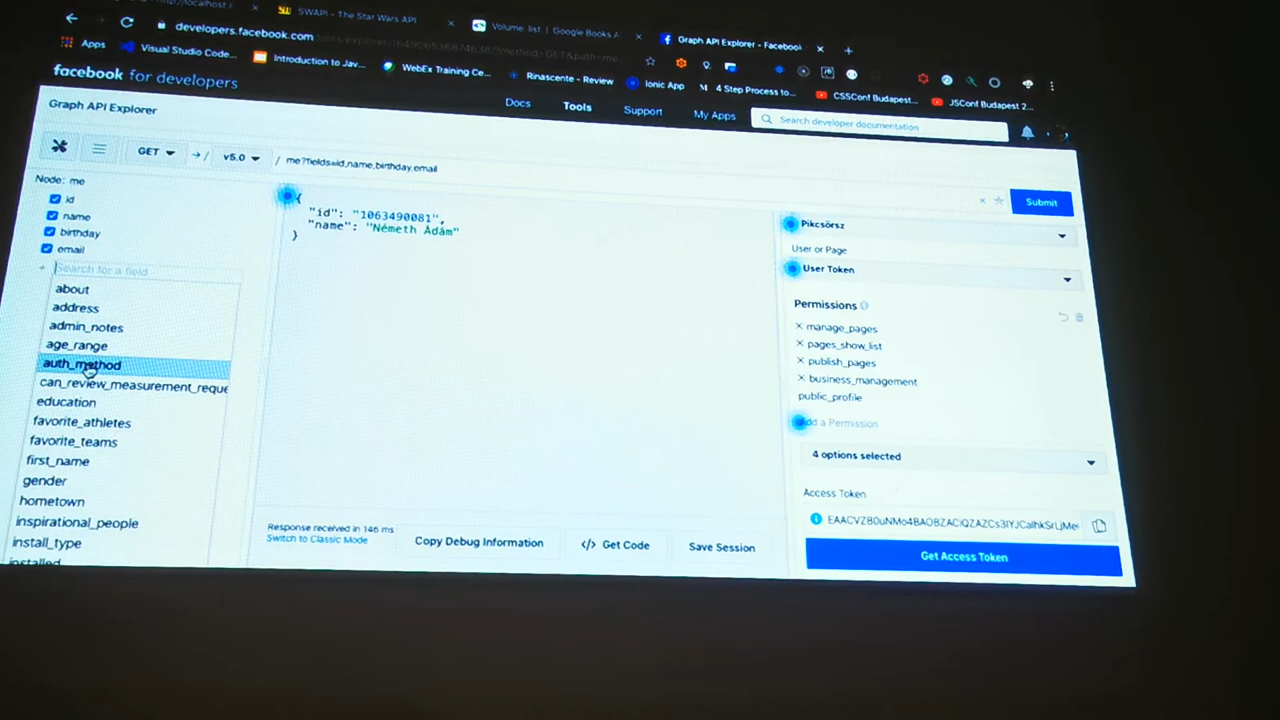 SWAPI - The Star Wars API
Volume: list | Google Books A
Graph API Explorer - Facebook
developers.facebook.com
Apps
Visual Studio Code...
Introduction to Jav...
WebEx Training Ce...
Rinascente - Review
Ionic App
4 Step Process to...
CSSConf Budapest...
JSConf Budapest 2...
facebook for developers
Docs
Tools
Support
My Apps
Search developer documentation
Graph API Explorer
GET
v5.0
/ me?fields=id,name,birthday,email
Submit
Node: me
id
name
birthday
email
Search for a field
about
address
admin_notes
age_range
auth_method
can_review_measurement_reque
education
favorite_athletes
favorite_teams
first_name
gender
hometown
inspirational_people
install_type
installed
{
"id": "1063490081",
"name": "Németh Ádám"
}
Response received in 146 ms
Switch to Classic Mode
Copy Debug Information
</> Get Code
Save Session
Pikcsörsz
User or Page
User Token
Permissions
manage_pages
pages_show_list
publish_pages
business_management
public_profile
Add a Permission
4 options selected
Access Token
Get Access Token